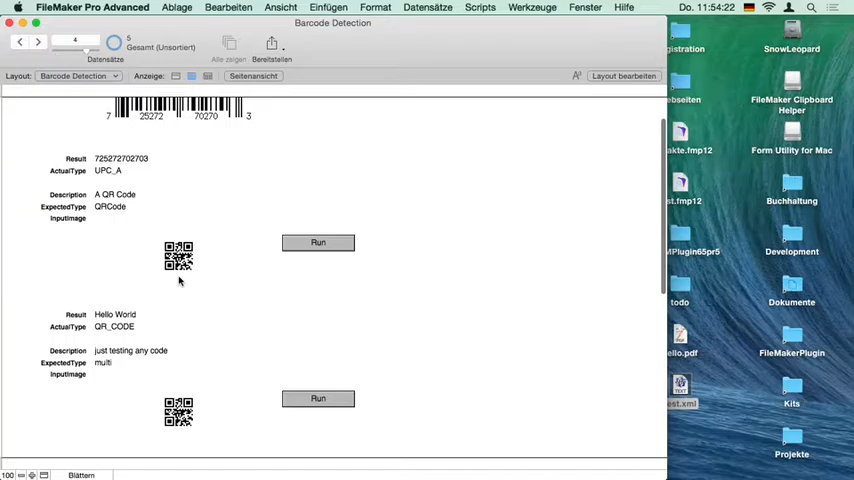 FileMaker Pro Advanced Ablage Bearbeiten Ansicht Einfügen Format Datensätze Scripts Werkzeuge Fenster Hilfe Do. 11:54:22
Barcode Detection
4
5
Gesamt (Unsortiert)
Datensätze
Alle zeigen
Bereitstellen
Layout: Barcode Detection Anzeige: Seitenansicht Layout bearbeiten
7 25272 70270 3
Result 725272702703
ActualType UPC_A
Description A QR Code
ExpectedType QRCode
InputImage
Run
Result Hello World
ActualType QR_CODE
Description just testing any code
ExpectedType multi
InputImage
Run
100 Blättern
gistration
SnowLeopard
ebseiten
FileMaker Clipboard
Helper
akte.fmp12
Form Utility for Mac
st.fmp12
Buchhaltung
MPlugin65pr5
Development
todo
Dokumente
ello.pdf
FileMakerPlugin
est.xml
Kits
Projekte